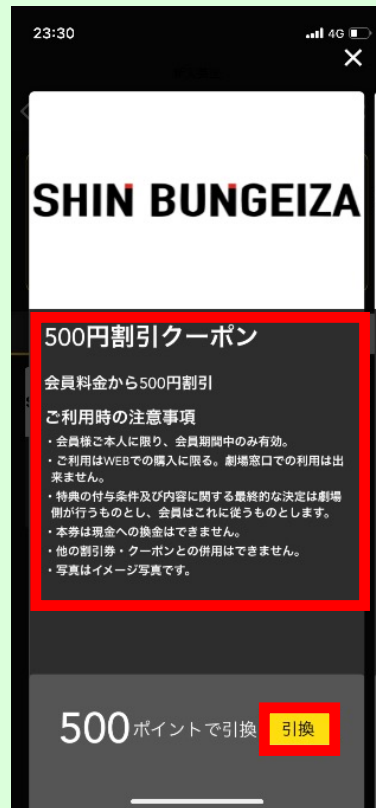 23:30
4G
SHIN BUNGEIZA
500円割引クーポン
会員料金から500円割引
ご利用時の注意事項
・会員様ご本人に限り、会員期間中のみ有効。
・ご利用はWEBでの購入に限る。劇場窓口での利用は出
来ません。
・特典の付与条件及び内容に関する最終的な決定は劇場
側が行うものとし、会員はこれに従うものとします。
・本券は現金への換金はできません。
・他の割引券・クーポンとの併用はできません。
・写真はイメージ写真です。
500ポイントで引換 引換